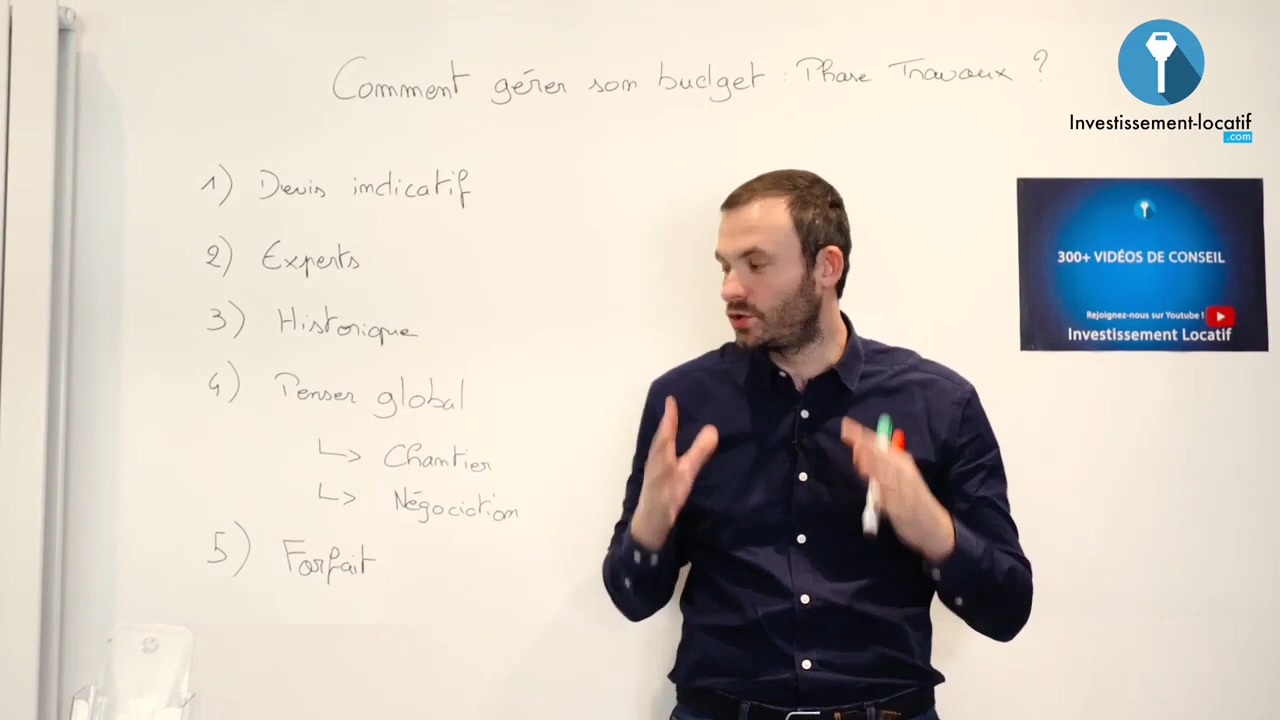 Comment gérer son budget : Phase Travaux ?
Investissement-locatif
.com
1) Devis indicatif
2) Experts
3) Historique
4) Penser global
↳ Chantier
↳ Négociation
5) Forfait
300+ VIDÉOS DE CONSEIL
Rejoignez-nous sur Youtube !
Investissement Locatif